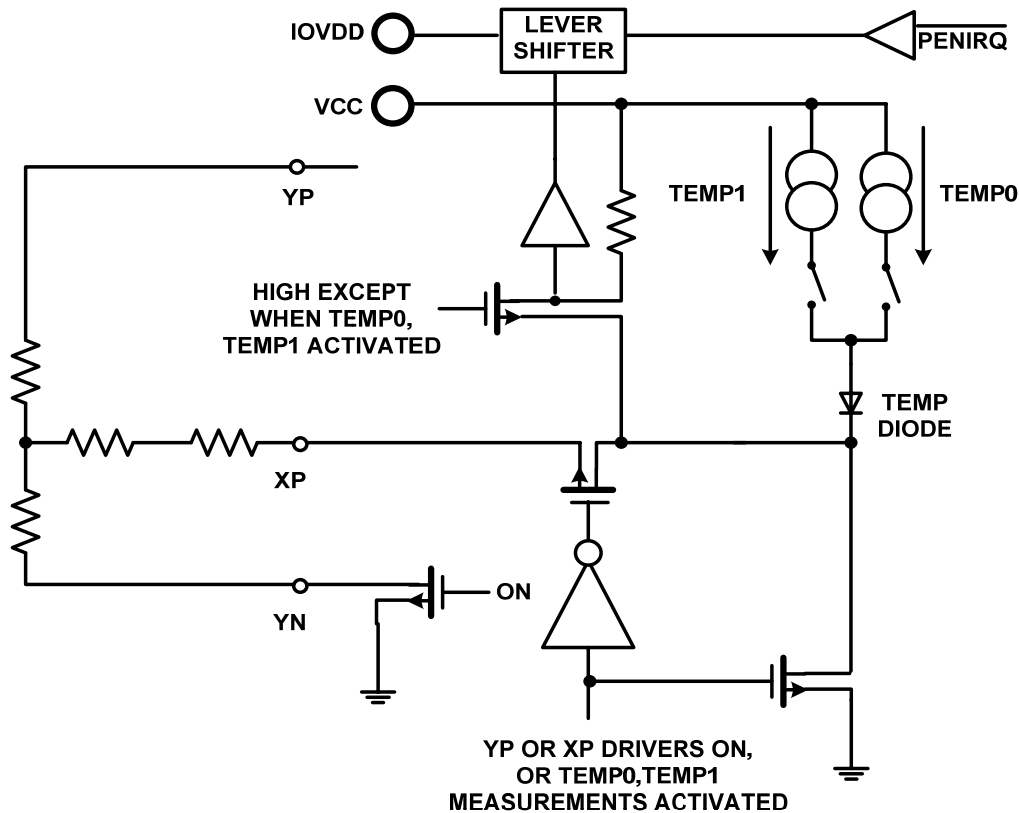 IOVDD
LEVER
SHIFTER
PENIRQ
VCC
YP
TEMP1
TEMP0
HIGH EXCEPT
WHEN TEMP0,
TEMP1 ACTIVATED
TEMP
DIODE
XP
ON
YN
YP OR XP DRIVERS ON,
OR TEMP0,TEMP1
MEASUREMENTS ACTIVATED